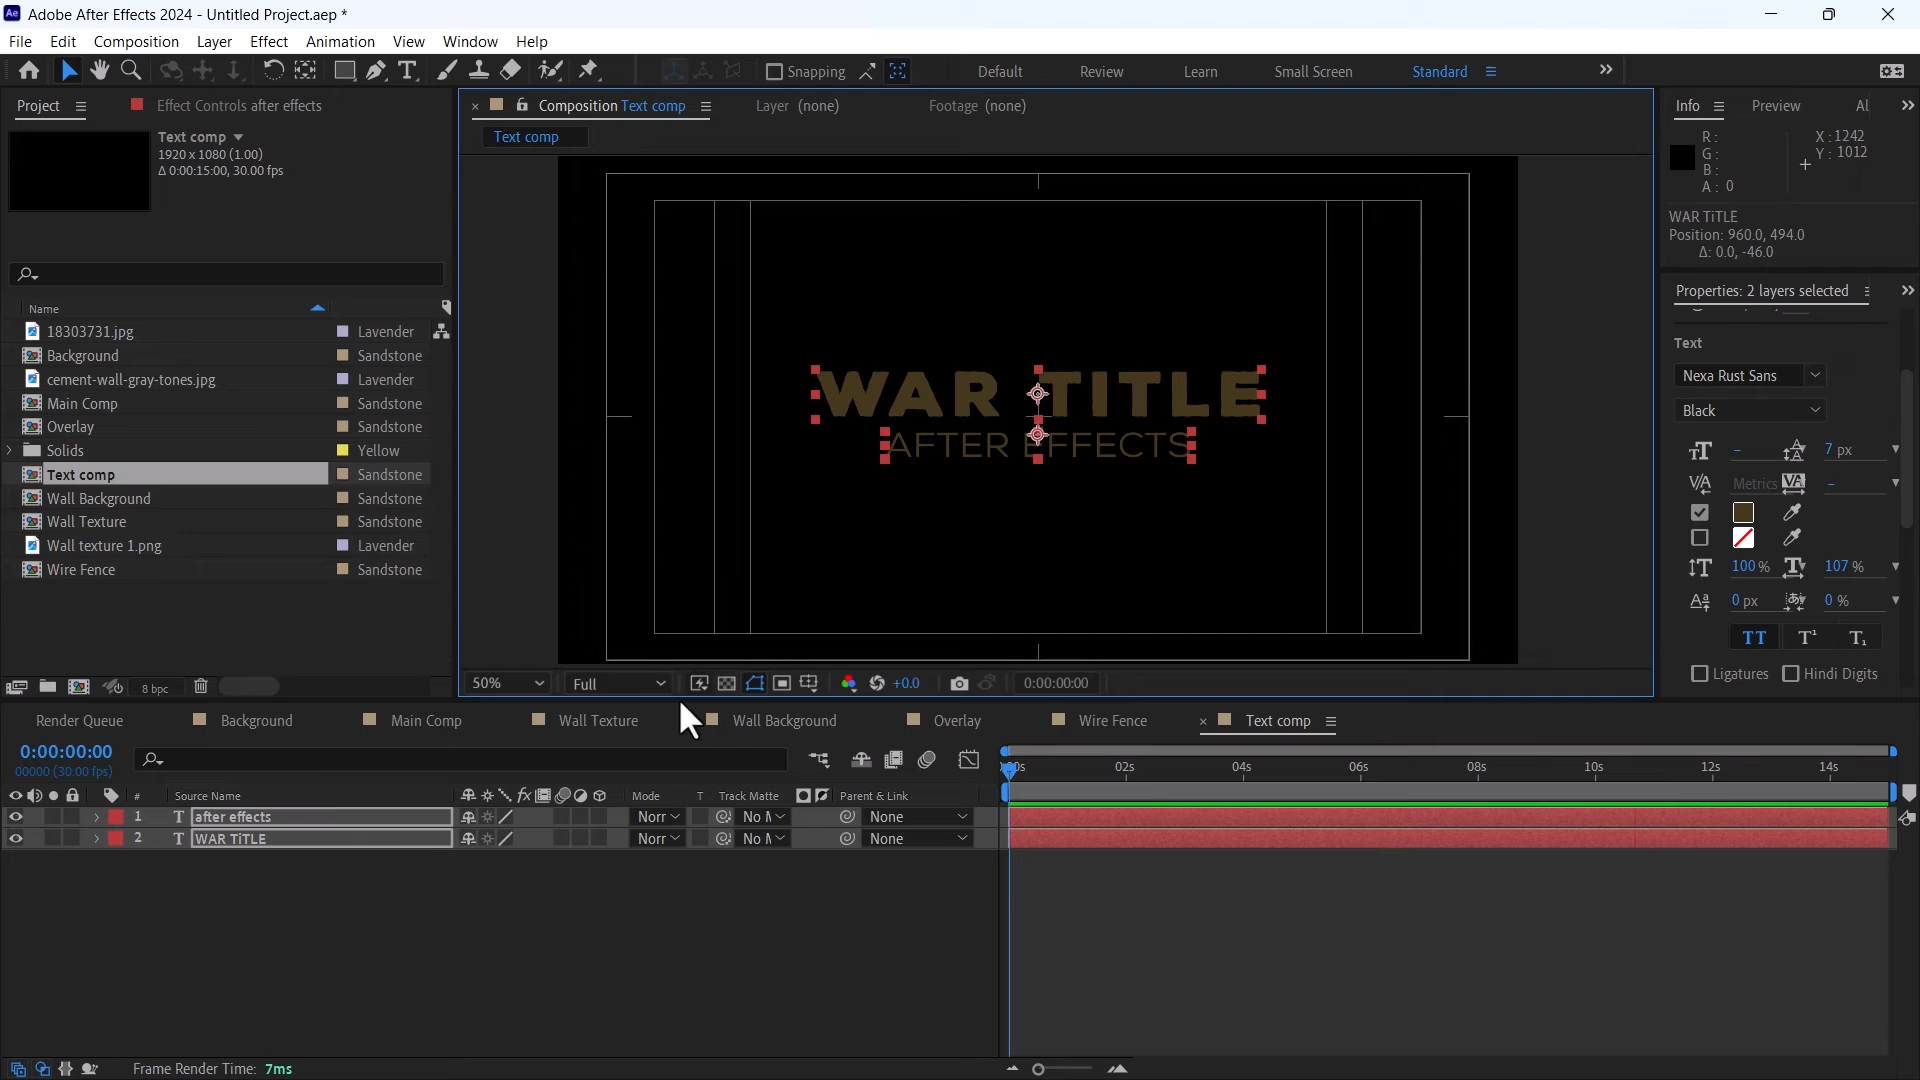 Adobe After Effects 2024 - Untitled Project.aep *
File Edit Composition Layer Effect Animation View Window Help
Snapping Default Review Learn Small Screen Standard
Project Effect Controls after effects
Composition Text comp Layer (none) Footage (none)
Info Preview Al
Text comp
1920 x 1080 (1.00)
Δ 0:00:15:00, 30.00 fps
Text comp
R :
G :
B :
A : 0
X : 1242
Y : 1012
WAR TiTLE
Position: 960.0, 494.0
Δ: 0.0, -46.0
Name
18303731.jpg Lavender
Background Sandstone
cement-wall-gray-tones.jpg Lavender
Main Comp Sandstone
Overlay Sandstone
Solids Yellow
Text comp Sandstone
Wall Background Sandstone
Wall Texture Sandstone
Wall texture 1.png Lavender
Wire Fence Sandstone
8 bpc
WAR TITLE
AFTER EFFECTS
50% Full +0.0 0:00:00:00
Properties: 2 layers selected
Text
Nexa Rust Sans
Black
– 7 px
Metrics –
100 % 107 %
0 px 0 %
TT T¹ T₁
Ligatures Hindi Digits
Render Queue Background Main Comp Wall Texture Wall Background Overlay Wire Fence Text comp
0:00:00:00
00000 (30.00 fps)
02s 04s 06s 08s 10s 12s 14s
# Source Name Mode T Track Matte Parent & Link
1 T after effects Norr No M None
2 T WAR TiTLE Norr No M None
Frame Render Time: 7ms